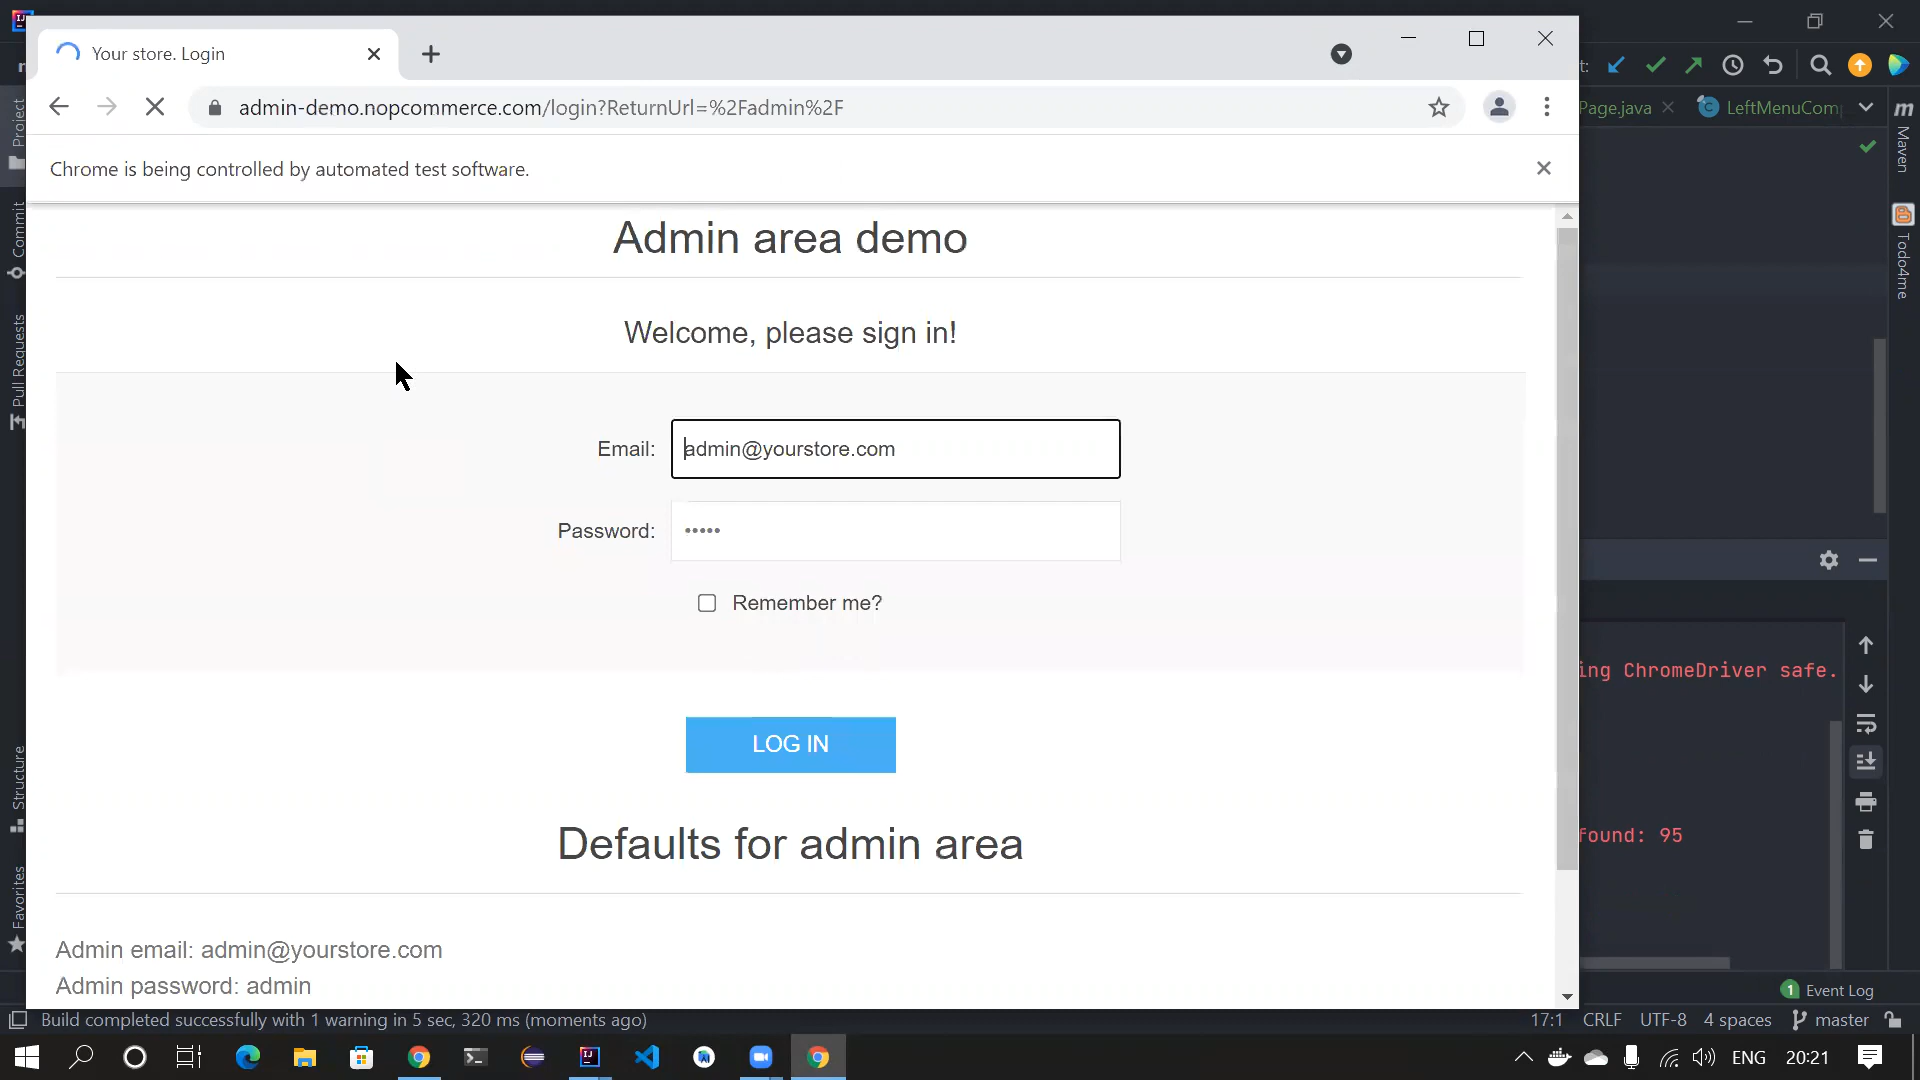 Your store. Login
admin-demo.nopcommerce.com/login?ReturnUrl=%2Fadmin%2F
Page.java
LeftMenuCom
Chrome is being controlled by automated test software.
Project
Commit
Pull Requests
Structure
Favorites
m
Maven
Todo4me
Admin area demo
Welcome, please sign in!
Email: admin@yourstore.com
Password: •••••
Remember me?
LOG IN
Defaults for admin area
Admin email: admin@yourstore.com
Admin password: admin
ing ChromeDriver safe.
found: 95
1 Event Log
Build completed successfully with 1 warning in 5 sec, 320 ms (moments ago)
17:1 CRLF UTF-8 4 spaces master
ENG 20:21